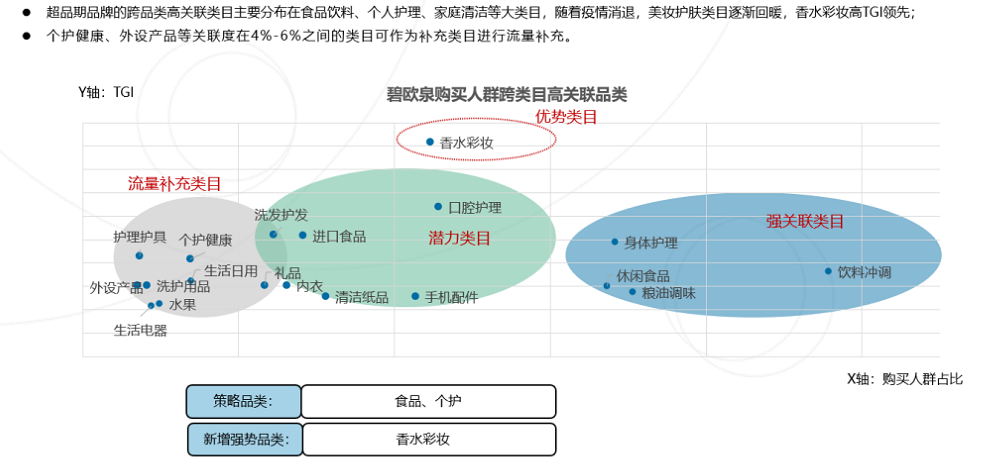 ● 超品期品牌的跨品类高关联类目主要分布在食品饮料、个人护理、家庭清洁等大类目，随着疫情消退，美妆护肤类目逐渐回暖，香水彩妆高TGI领先；
● 个护健康、外设产品等关联度在4%-6%之间的类目可作为补充类目进行流量补充。
Y轴：TGI
碧欧泉购买人群跨类目高关联品类
优势类目
香水彩妆
流量补充类目
洗发护发
口腔护理
强关联类目
护理护具
个护健康
进口食品
潜力类目
身体护理
生活日用
礼品
休闲食品
饮料冲调
外设产品
洗护用品
内衣
清洁纸品
手机配件
粮油调味
水果
生活电器
X轴：购买人群占比
策略品类：
食品、个护
新增强势品类：
香水彩妆